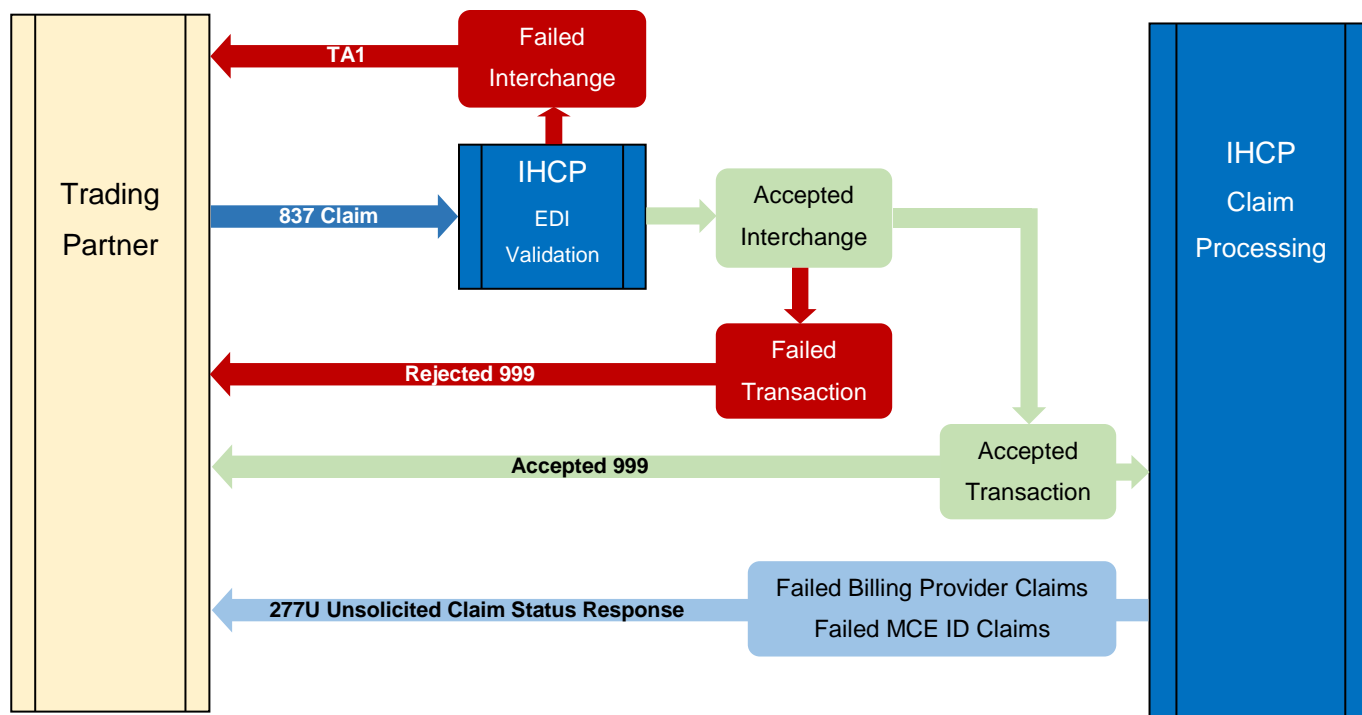 Failed
Interchange
TA1
Trading
Partner
837 Claim
IHCP
EDI
Validation
Accepted
Interchange
IHCP
Claim
Processing
Failed
Transaction
Rejected 999
Accepted
Transaction
Accepted 999
Failed Billing Provider Claims
Failed MCE ID Claims
277U Unsolicited Claim Status Response